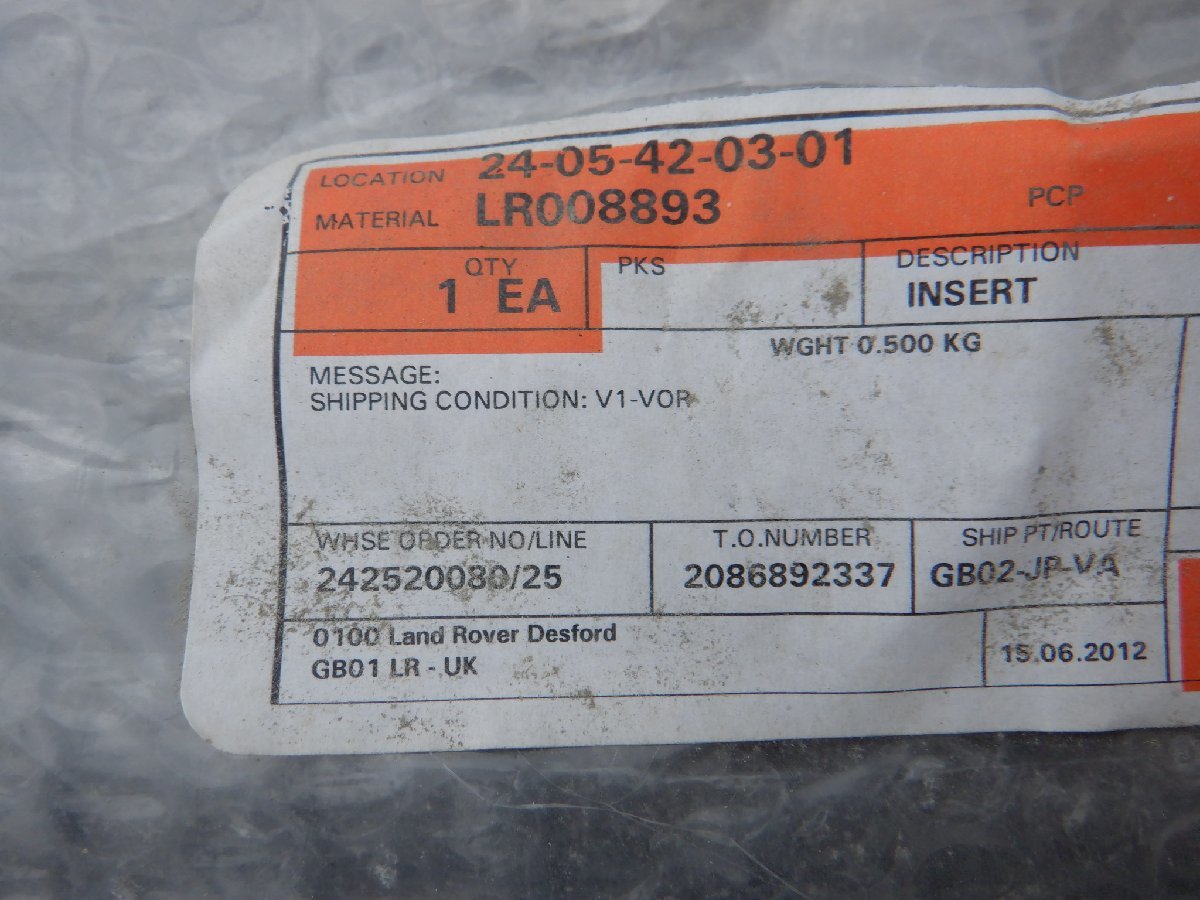 LOCATION 24-05-42-03-01
MATERIAL LR008893 PCP
QTY PKS DESCRIPTION
1 EA INSERT
WGHT 0.500 KG
MESSAGE:
SHIPPING CONDITION: V1-VOR
WHSE ORDER NO/LINE T.O.NUMBER SHIP PT/ROUTE
242520080/25 2086892337 GB02-JP-VA
0100 Land Rover Desford
GB01 LR - UK 15.06.2012